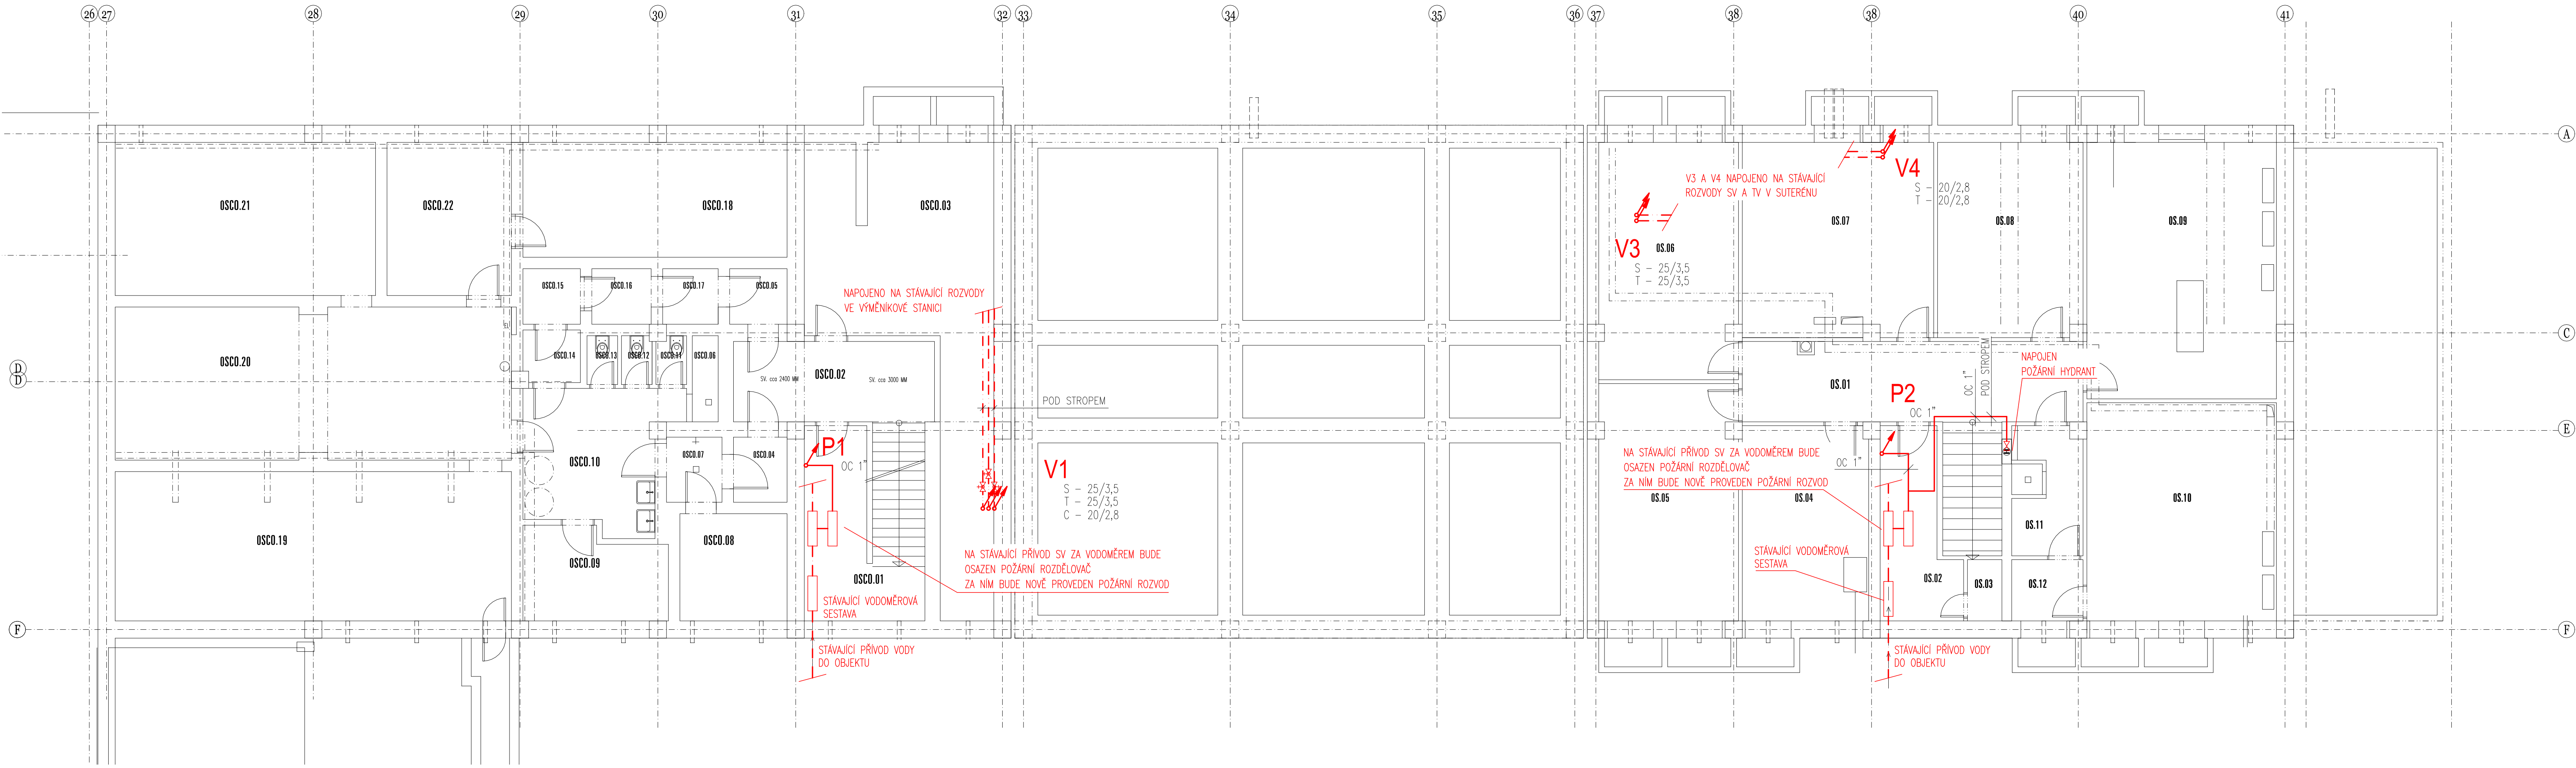 26 27 28 29 30 31 32 33 34 35 36 37 38 38 40 41
A
C
D
D
E
E
F
F
0SC0.21
0SC0.22
0SC0.18
0SC0.03
0SC0.15
0SC0.16
0SC0.17
0SC0.05
0SC0.20
0SC0.14
0SC0.13
0SC0.12
0SC0.11
0SC0.06
SV. cca 2400 MM
0SC0.02
SV. cca 3000 MM
0SC0.10
0SC0.07
0SC0.04
0SC0.19
0SC0.09
0SC0.08
0SC0.01
NAPOJENO NA STÁVAJÍCÍ ROZVODY
VE VÝMĚNÍKOVÉ STANICI
POD STROPEM
P1
OC 1"
V1
S - 25/3,5
T - 25/3,5
C - 20/2,8
NA STÁVAJÍCÍ PŘÍVOD SV ZA VODOMĚREM BUDE
OSAZEN POŽÁRNÍ ROZDĚLOVAČ
ZA NÍM BUDE NOVĚ PROVEDEN POŽÁRNÍ ROZVOD
STÁVAJÍCÍ VODOMĚROVÁ
SESTAVA
STÁVAJÍCÍ PŘÍVOD VODY
DO OBJEKTU
V3 A V4 NAPOJENO NA STÁVAJÍCÍ
ROZVODY SV A TV V SUTERÉNU
V4
S - 20/2,8
T - 20/2,8
V3
0S.06
S - 25/3,5
T - 25/3,5
0S.07
0S.08
0S.09
0S.01
P2
OC 1"
OC 1"
POD STROPEM
NAPOJEN
POŽÁRNÍ HYDRANT
NA STÁVAJÍCÍ PŘÍVOD SV ZA VODOMĚREM BUDE
OSAZEN POŽÁRNÍ ROZDĚLOVAČ
ZA NÍM BUDE NOVĚ PROVEDEN POŽÁRNÍ ROZVOD
OC 1"
0S.05
0S.04
0S.10
0S.11
STÁVAJÍCÍ VODOMĚROVÁ
SESTAVA
0S.02
0S.03
0S.12
STÁVAJÍCÍ PŘÍVOD VODY
DO OBJEKTU